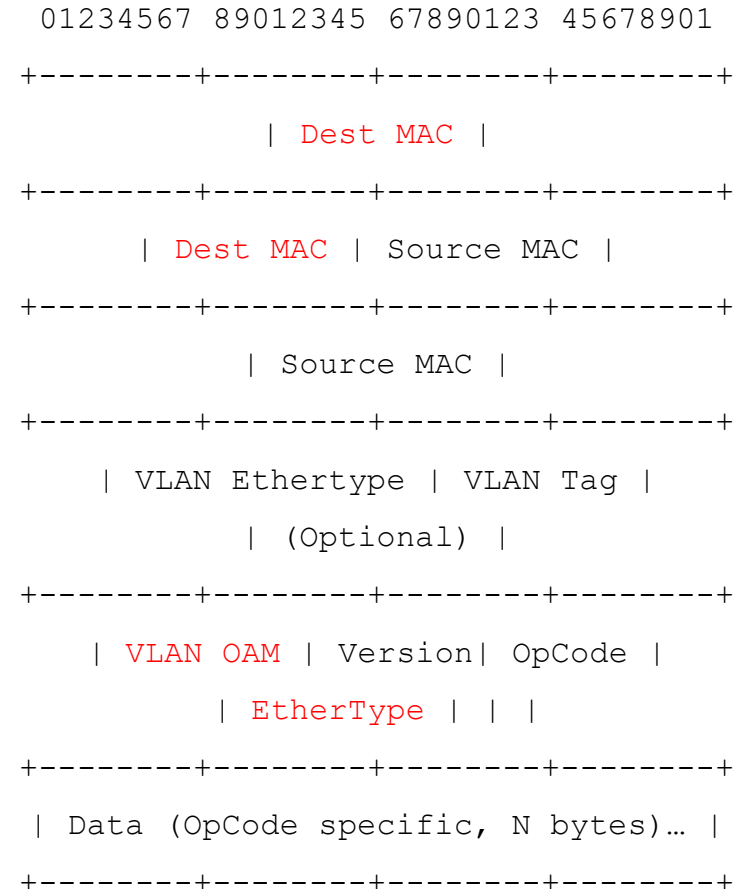 01234567 89012345 67890123 45678901
+--------+--------+--------+--------+
| Dest MAC |
+--------+--------+--------+--------+
| Dest MAC | Source MAC |
+--------+--------+--------+--------+
| Source MAC |
+--------+--------+--------+--------+
| VLAN Ethertype | VLAN Tag |
| (Optional) |
+--------+--------+--------+--------+
| VLAN OAM | Version| OpCode |
| EtherType | | |
+--------+--------+--------+--------+
| Data (OpCode specific, N bytes)… |
+--------+--------+--------+--------+